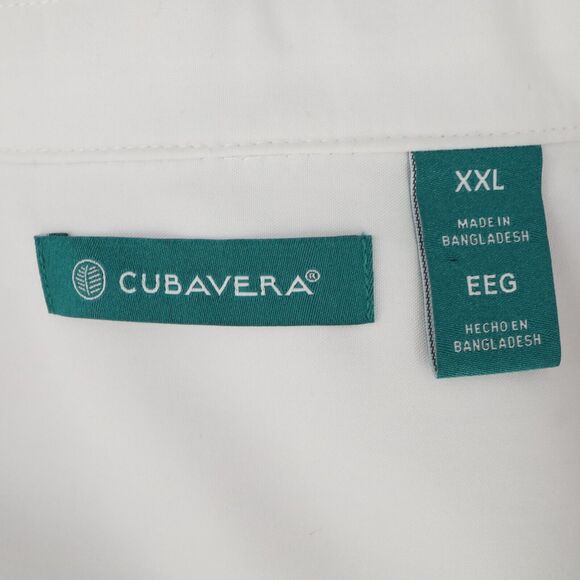 CUBAVERA®
XXL
MADE IN
BANGLADESH
EEG
HECHO EN
BANGLADESH